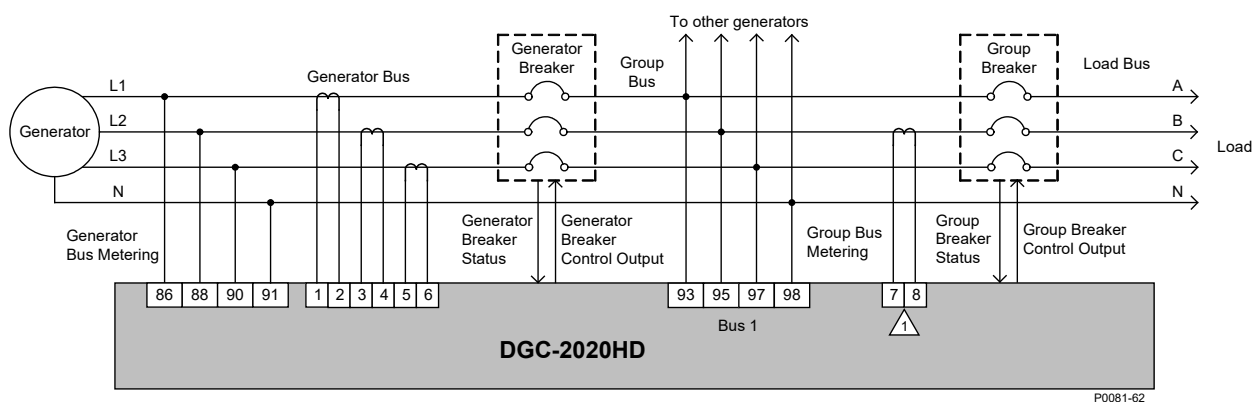 To other generators
Generator
Breaker
Group
Breaker
Group
Bus
Generator Bus
Load Bus
L1
A
Generator
L2
B
Load
L3
C
N
N
Generator
Bus Metering
Generator
Breaker
Status
Generator
Breaker
Control Output
Group Bus
Metering
Group
Breaker
Status
Group Breaker
Control Output
86 88 90 91 1 2 3 4 5 6 93 95 97 98 7 8
Bus 1
1
DGC-2020HD
P0081-62